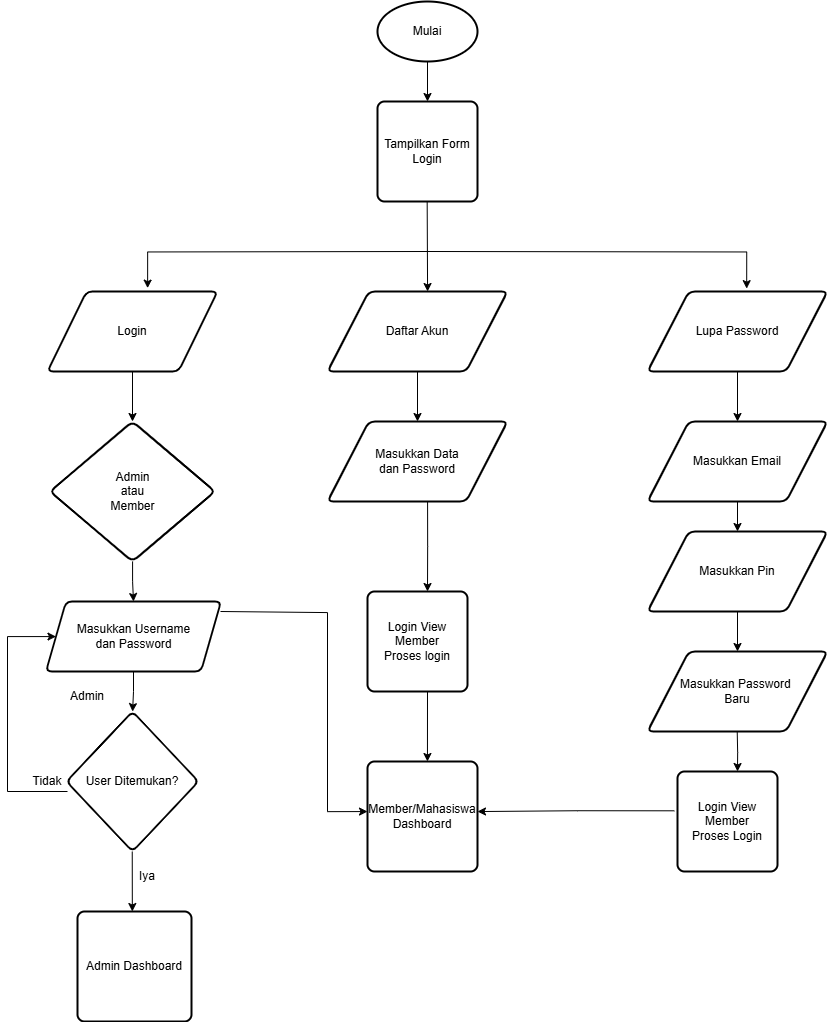 Mulai
Tampilkan Form
Login
Login
Daftar Akun
Lupa Password
Admin
atau
Member
Masukkan Data
dan Password
Masukkan Email
Masukkan Pin
Masukkan Username
dan Password
Login View
Member
Proses login
Masukkan Password
Baru
Admin
Tidak
User Ditemukan?
Member/Mahasiswa
Dashboard
Login View
Member
Proses Login
Iya
Admin Dashboard